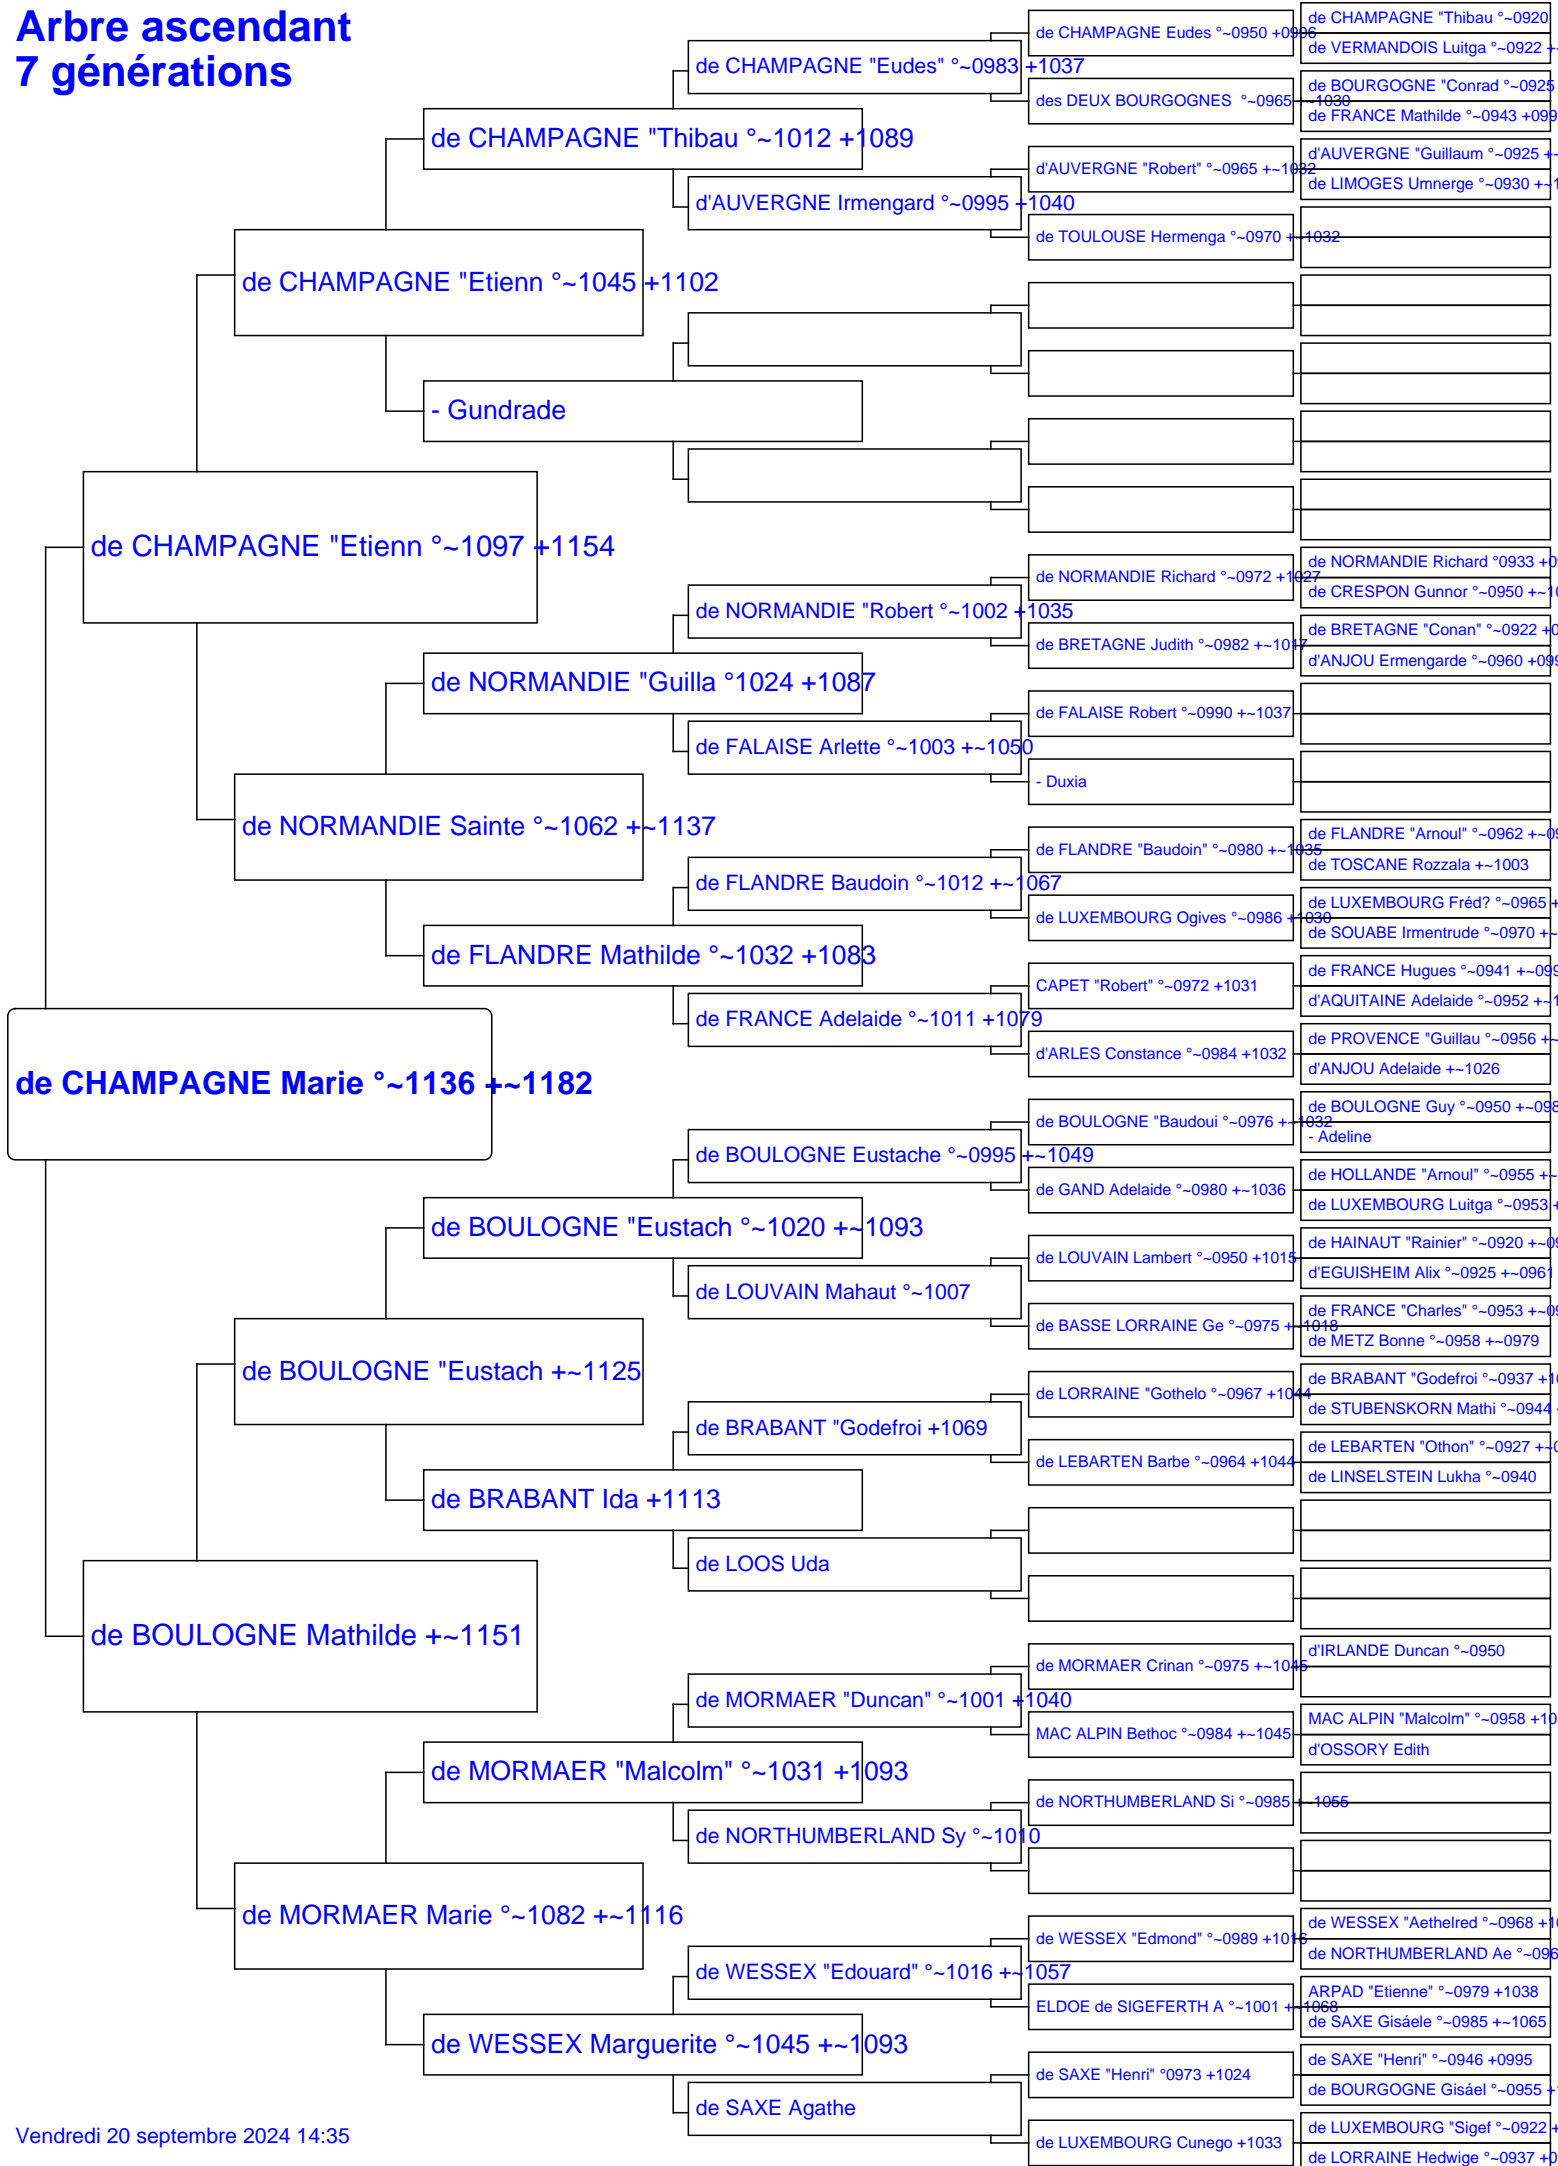 Arbre ascendant
7 générations
de CHAMPAGNE Marie °~1136 +~1182
de CHAMPAGNE "Etienn °~1097 +1154
de BOULOGNE Mathilde +~1151
de CHAMPAGNE "Etienn °~1045 +1102
de NORMANDIE Sainte °~1062 +~1137
de BOULOGNE "Eustach +~1125
de MORMAER Marie °~1082 +~1116
de CHAMPAGNE "Thibau °~1012 +1089
- Gundrade
de NORMANDIE "Guilla °1024 +1087
de FLANDRE Mathilde °~1032 +1083
de BOULOGNE "Eustach °~1020 +~1093
de BRABANT Ida +1113
de MORMAER "Malcolm" °~1031 +1093
de WESSEX Marguerite °~1045 +~1093
de CHAMPAGNE "Eudes" °~0983 +1037
d'AUVERGNE Irmengard °~0995 +1040
de NORMANDIE "Robert °~1002 +1035
de FALAISE Arlette °~1003 +~1050
de FLANDRE Baudoin °~1012 +~1067
de FRANCE Adelaide °~1011 +1079
de BOULOGNE Eustache °~0995 +~1049
de LOUVAIN Mahaut °~1007
de BRABANT "Godefroi +1069
de LOOS Uda
de MORMAER "Duncan" °~1001 +1040
de NORTHUMBERLAND Sy °~1010
de WESSEX "Edouard" °~1016 +~1057
de SAXE Agathe
de CHAMPAGNE Eudes °~0950 +0996
des DEUX BOURGOGNES °~0965 +~1030
d'AUVERGNE "Robert" °~0965 +~1032
de TOULOUSE Hermenga °~0970 +~1032
de NORMANDIE Richard °~0972 +1027
de BRETAGNE Judith °~0982 +~1017
de FALAISE Robert °~0990 +~1037
- Duxia
de FLANDRE "Baudoin" °~0980 +~1035
de LUXEMBOURG Ogives °~0986 +1030
CAPET "Robert" °~0972 +1031
d'ARLES Constance °~0984 +1032
de BOULOGNE "Baudoui °~0976 +~1032
de GAND Adelaide °~0980 +~1036
de LOUVAIN Lambert °~0950 +1015
de BASSE LORRAINE Ge °~0975 +~1018
de LORRAINE "Gothelo °~0967 +1044
de LEBARTEN Barbe °~0964 +1044
de MORMAER Crinan °~0975 +~1045
MAC ALPIN Bethoc °~0984 +~1045
de NORTHUMBERLAND Si °~0985 +~1055
de WESSEX "Edmond" °~0989 +1016
ELDOE de SIGEFERTH A °~1001 +~1068
de SAXE "Henri" °0973 +1024
de LUXEMBOURG Cunego +1033
de CHAMPAGNE "Thibau °~0920
de VERMANDOIS Luitga °~0922 +~
de BOURGOGNE "Conrad °~0925
de FRANCE Mathilde °~0943 +099
d'AUVERGNE "Guillaum °~0925 +~
de LIMOGES Umnerge °~0930 +~1
de NORMANDIE Richard °0933 +09
de CRESPON Gunnor °~0950 +~10
de BRETAGNE "Conan" °~0922 +0
d'ANJOU Ermengarde °~0960 +099
de FLANDRE "Arnoul" °~0962 +~09
de TOSCANE Rozzala +~1003
de LUXEMBOURG Fréd? °~0965 +
de SOUABE Irmentrude °~0970 +~
de FRANCE Hugues °~0941 +~099
d'AQUITAINE Adelaide °~0952 +~1
de PROVENCE "Guillau °~0956 +~
d'ANJOU Adelaide +~1026
de BOULOGNE Guy °~0950 +~098
- Adeline
de HOLLANDE "Arnoul" °~0955 +~
de LUXEMBOURG Luitga °~0953 +
de HAINAUT "Rainier" °~0920 +~09
d'EGUISHEIM Alix °~0925 +~0961
de FRANCE "Charles" °~0953 +~09
de METZ Bonne °~0958 +~0979
de BRABANT "Godefroi °~0937 +10
de STUBENSKORN Mathi °~0944 +
de LEBARTEN "Othon" °~0927 +~0
de LINSELSTEIN Lukha °~0940
d'IRLANDE Duncan °~0950
MAC ALPIN "Malcolm" °~0958 +10
d'OSSORY Edith
de WESSEX "Aethelred °~0968 +10
de NORTHUMBERLAND Ae °~096
ARPAD "Etienne" °~0979 +1038
de SAXE Gisáele °~0985 +~1065
de SAXE "Henri" °~0946 +0995
de BOURGOGNE Gisáel °~0955 +1
de LUXEMBOURG "Sigef °~0922 +
de LORRAINE Hedwige °~0937 +0
Vendredi 20 septembre 2024 14:35